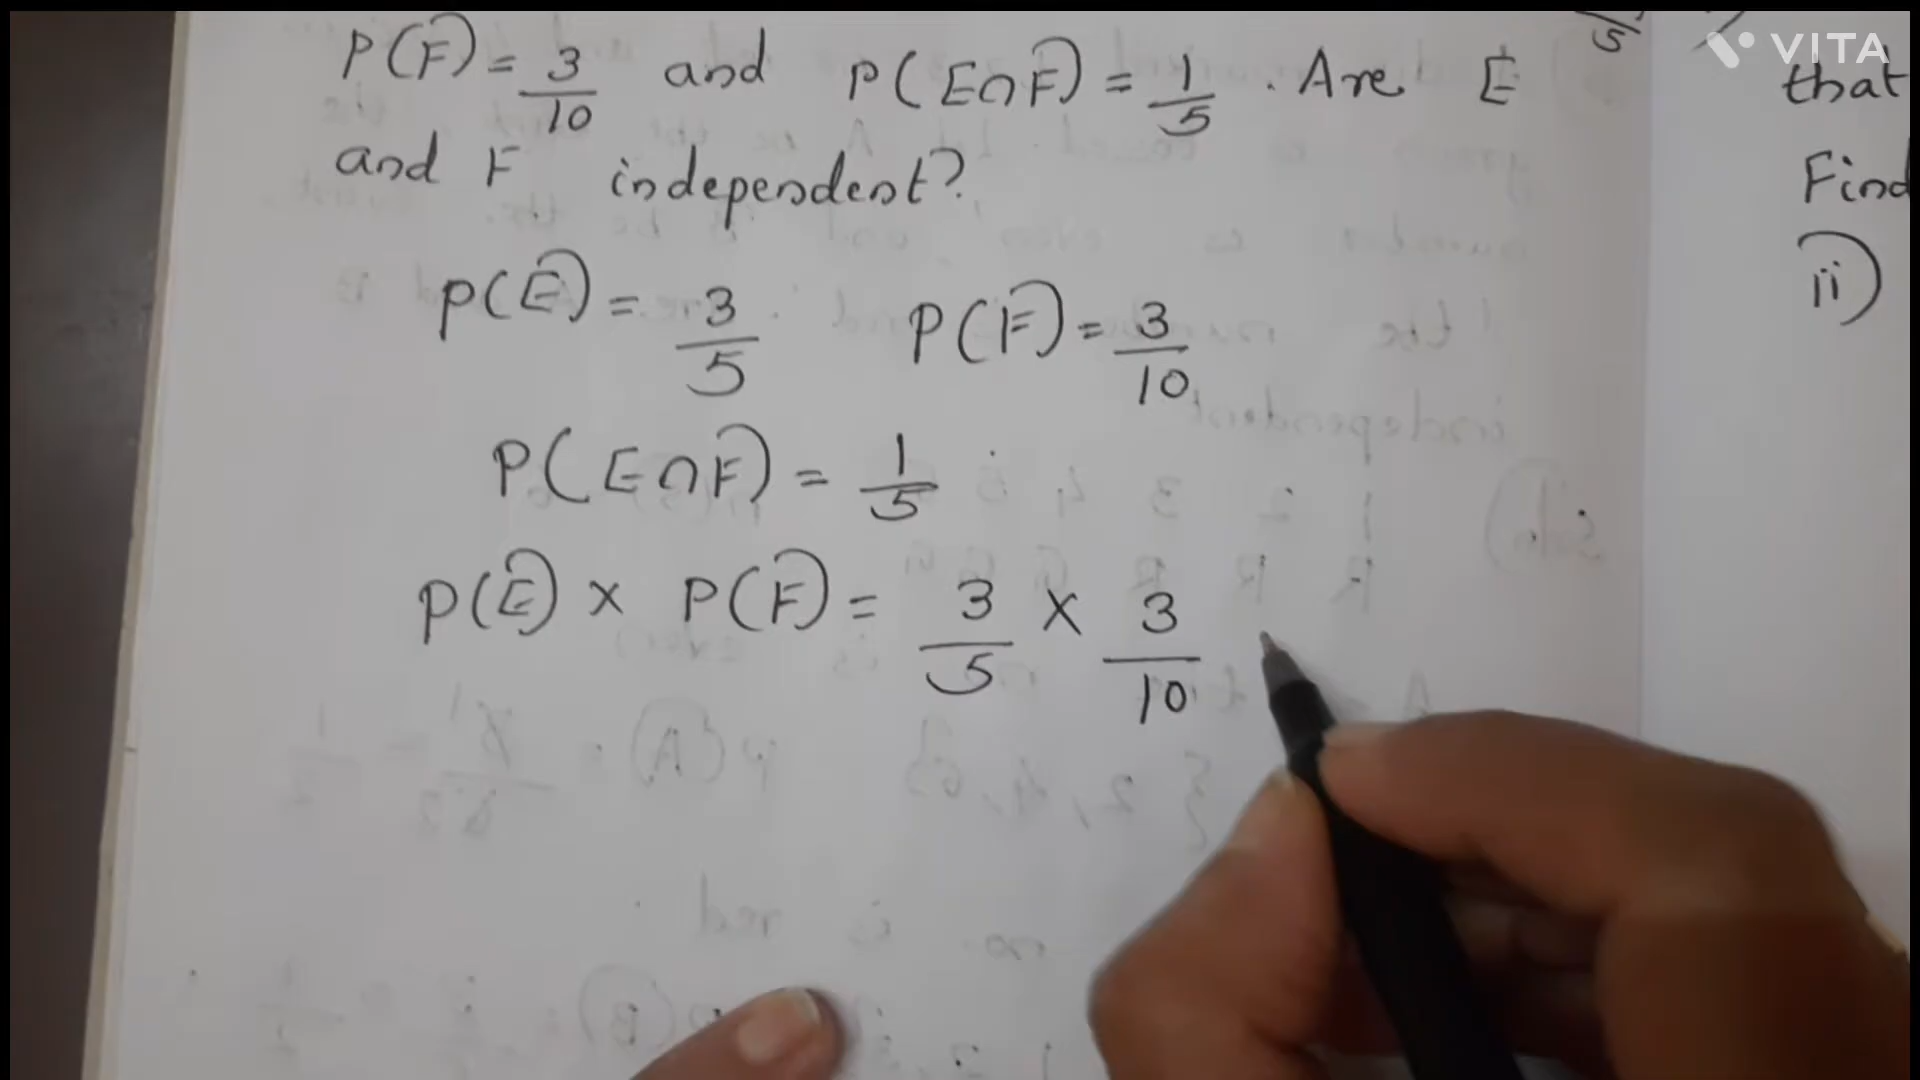 P(F) = 3/10 and P(E∩F) = 1/5. Are E
and F independent?
P(E) = 3/5 P(F) = 3/10
P(E∩F) = 1/5
P(E) × P(F) = 3/5 × 3/10
5
that
Find
ii)
VITA